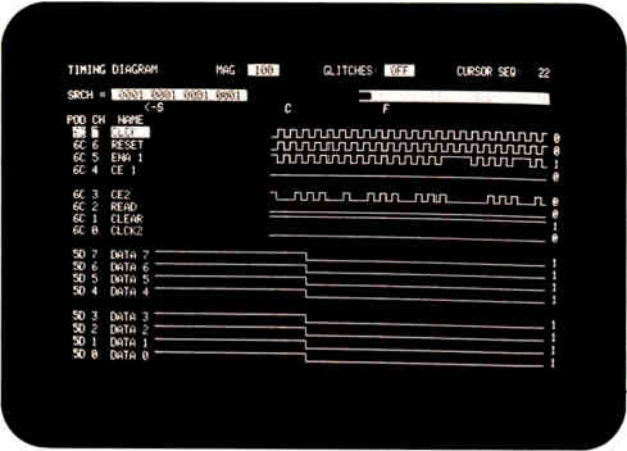 TIMING DIAGRAM MAG 100 GLITCHES OFF CURSOR SEQ 22
SRCH = 0001 0001 0001 0001
<-S C F
POD CH NAME
6C 7 CLCK 0
6C 6 RESET 0
6C 5 ENA 1 1
6C 4 CE 1 0
6C 3 CE2 0
6C 2 READ 0
6C 1 CLEAR 1
6C 0 CLCK2 0
5D 7 DATA 7 1
5D 6 DATA 6 1
5D 5 DATA 5 1
5D 4 DATA 4 1
5D 3 DATA 3 1
5D 2 DATA 2 1
5D 1 DATA 1 1
5D 0 DATA 0 1